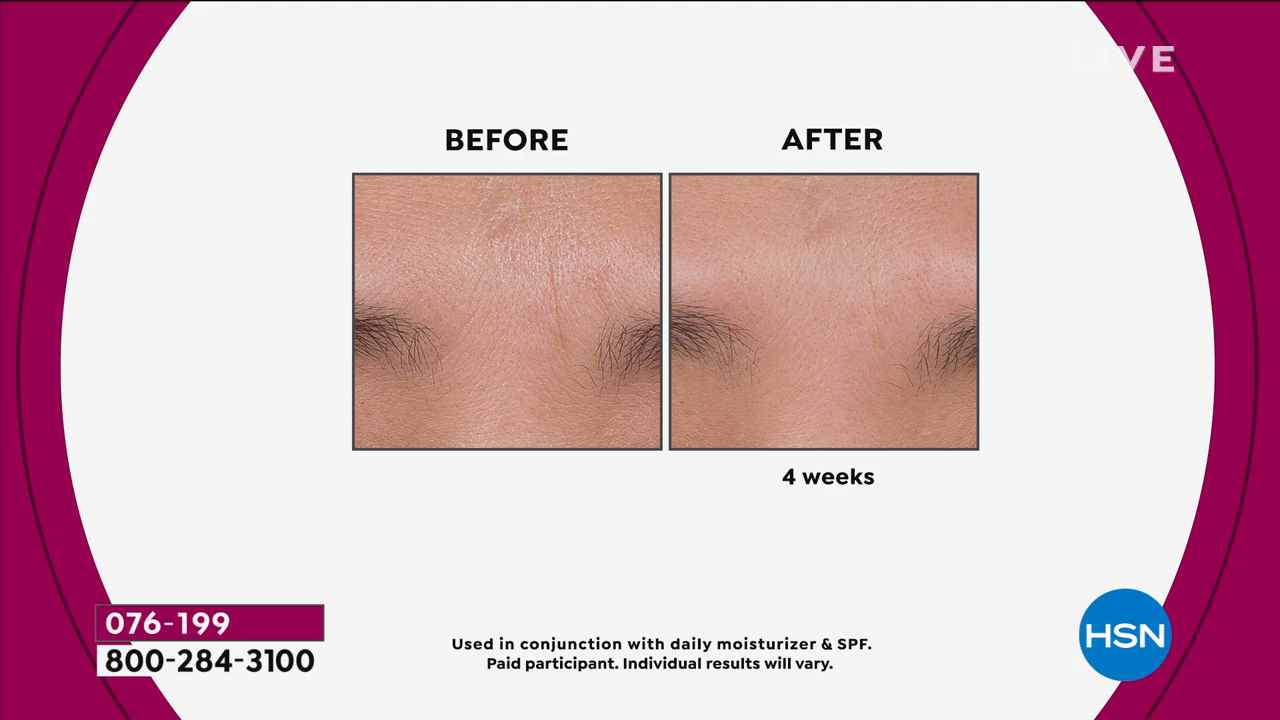 LIVE
BEFORE
AFTER
4 weeks
076-199
800-284-3100
Used in conjunction with daily moisturizer & SPF.
Paid participant. Individual results will vary.
HSN